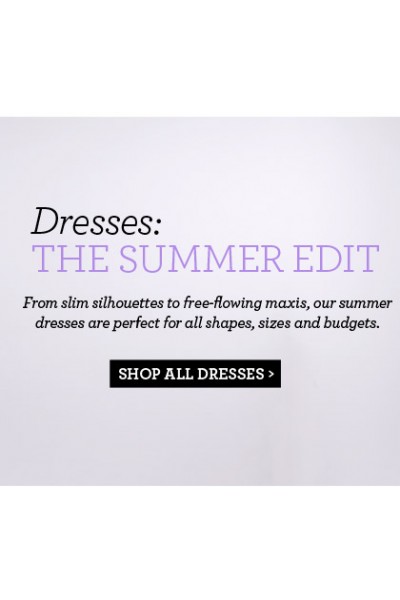 Dresses:
THE SUMMER EDIT
From slim silhouettes to free-flowing maxis, our summer
dresses are perfect for all shapes, sizes and budgets.
SHOP ALL DRESSES >